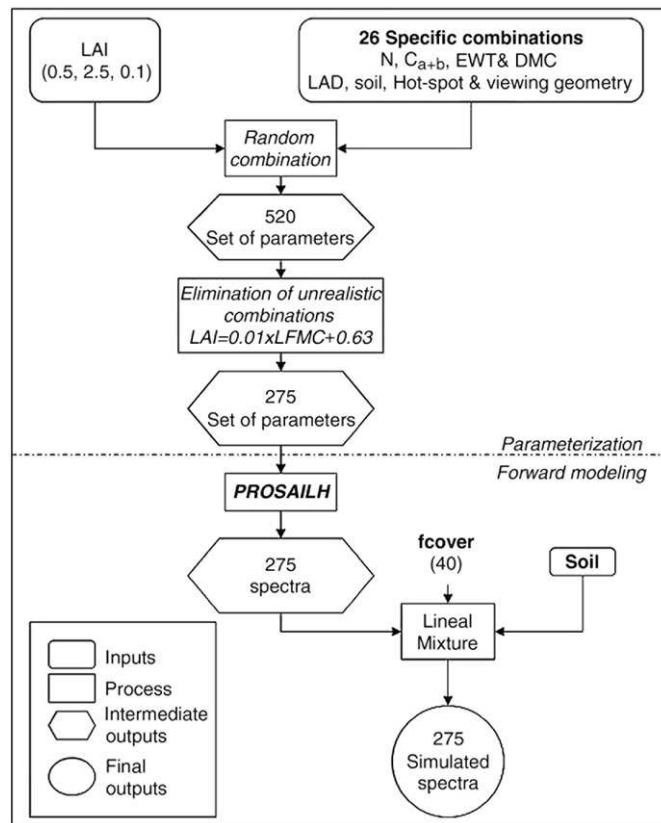 LAI
(0.5, 2.5, 0.1)
26 Specific combinations
N, Ca+b, EWT& DMC
LAD, soil, Hot-spot & viewing geometry
Random
combination
520
Set of parameters
Elimination of unrealistic
combinations
LAI=0.01xLFMC+0.63
275
Set of parameters
Parameterization
Forward modeling
PROSAILH
275
spectra
fcover
(40)
Soil
Lineal
Mixture
275
Simulated
spectra
Inputs
Process
Intermediate
outputs
Final
outputs